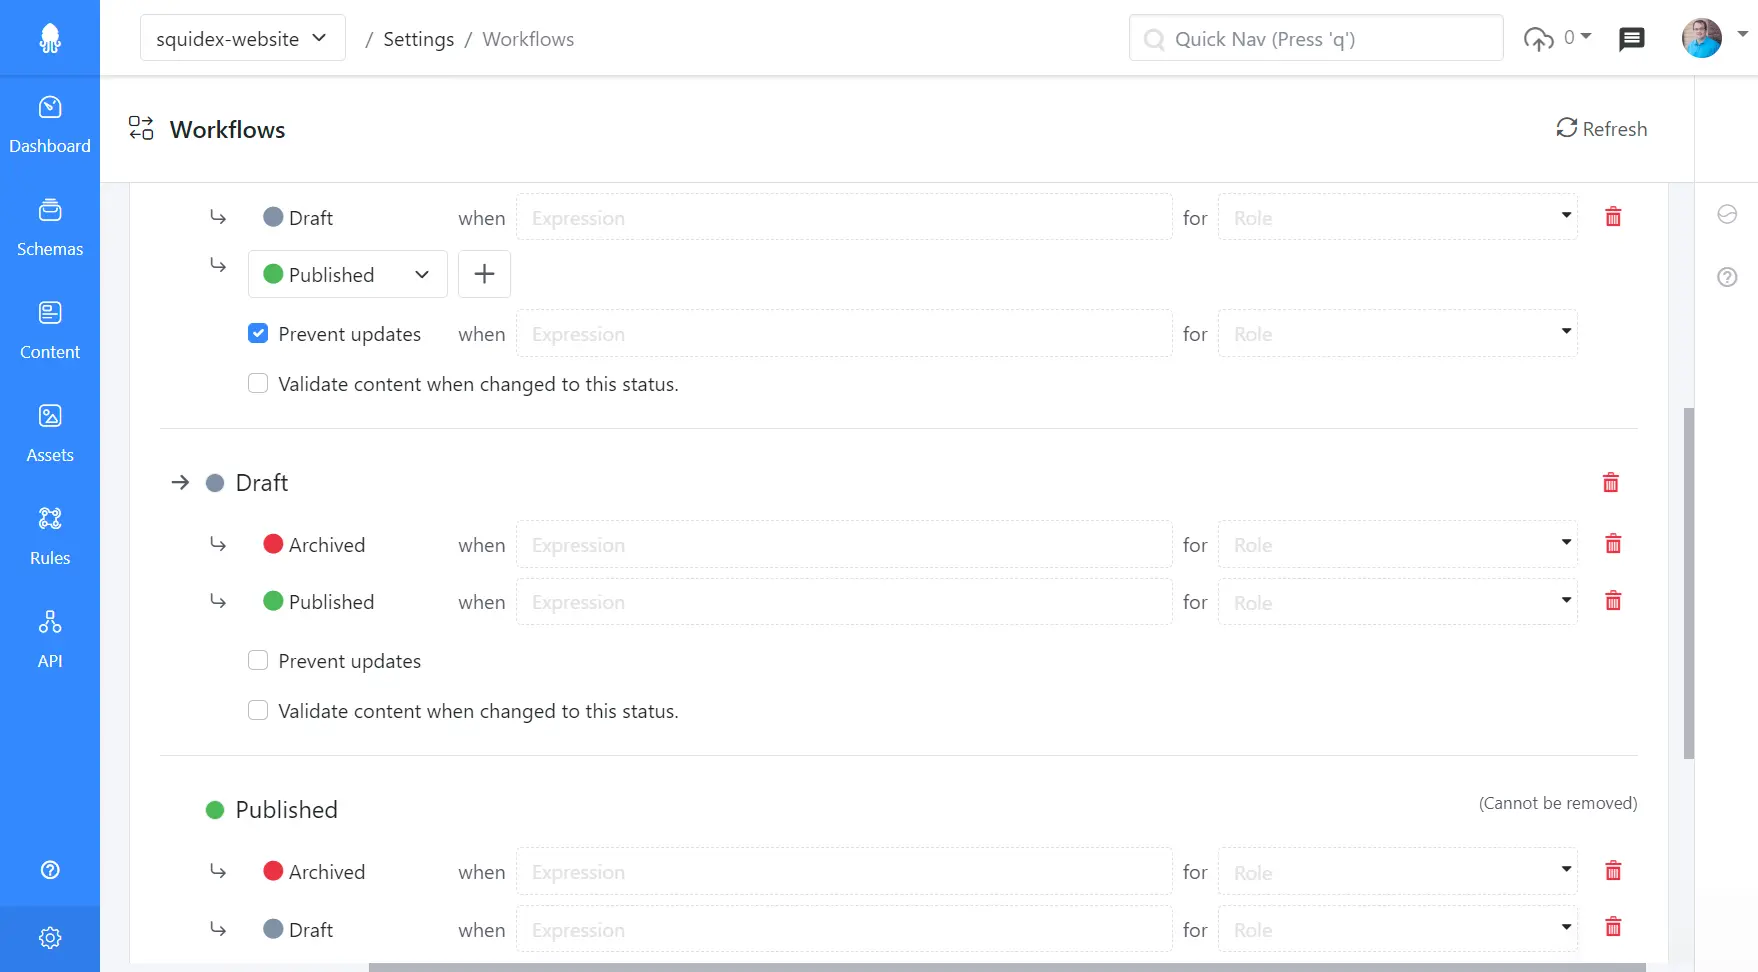 squidex-website / Settings / Workflows Quick Nav (Press 'q') 0
Workflows Refresh
Dashboard
Schemas
Content
Assets
Rules
API
Draft when Expression for Role
Published
Prevent updates when Expression for Role
Validate content when changed to this status.
Draft
Archived when Expression for Role
Published when Expression for Role
Prevent updates
Validate content when changed to this status.
Published (Cannot be removed)
Archived when Expression for Role
Draft when Expression for Role